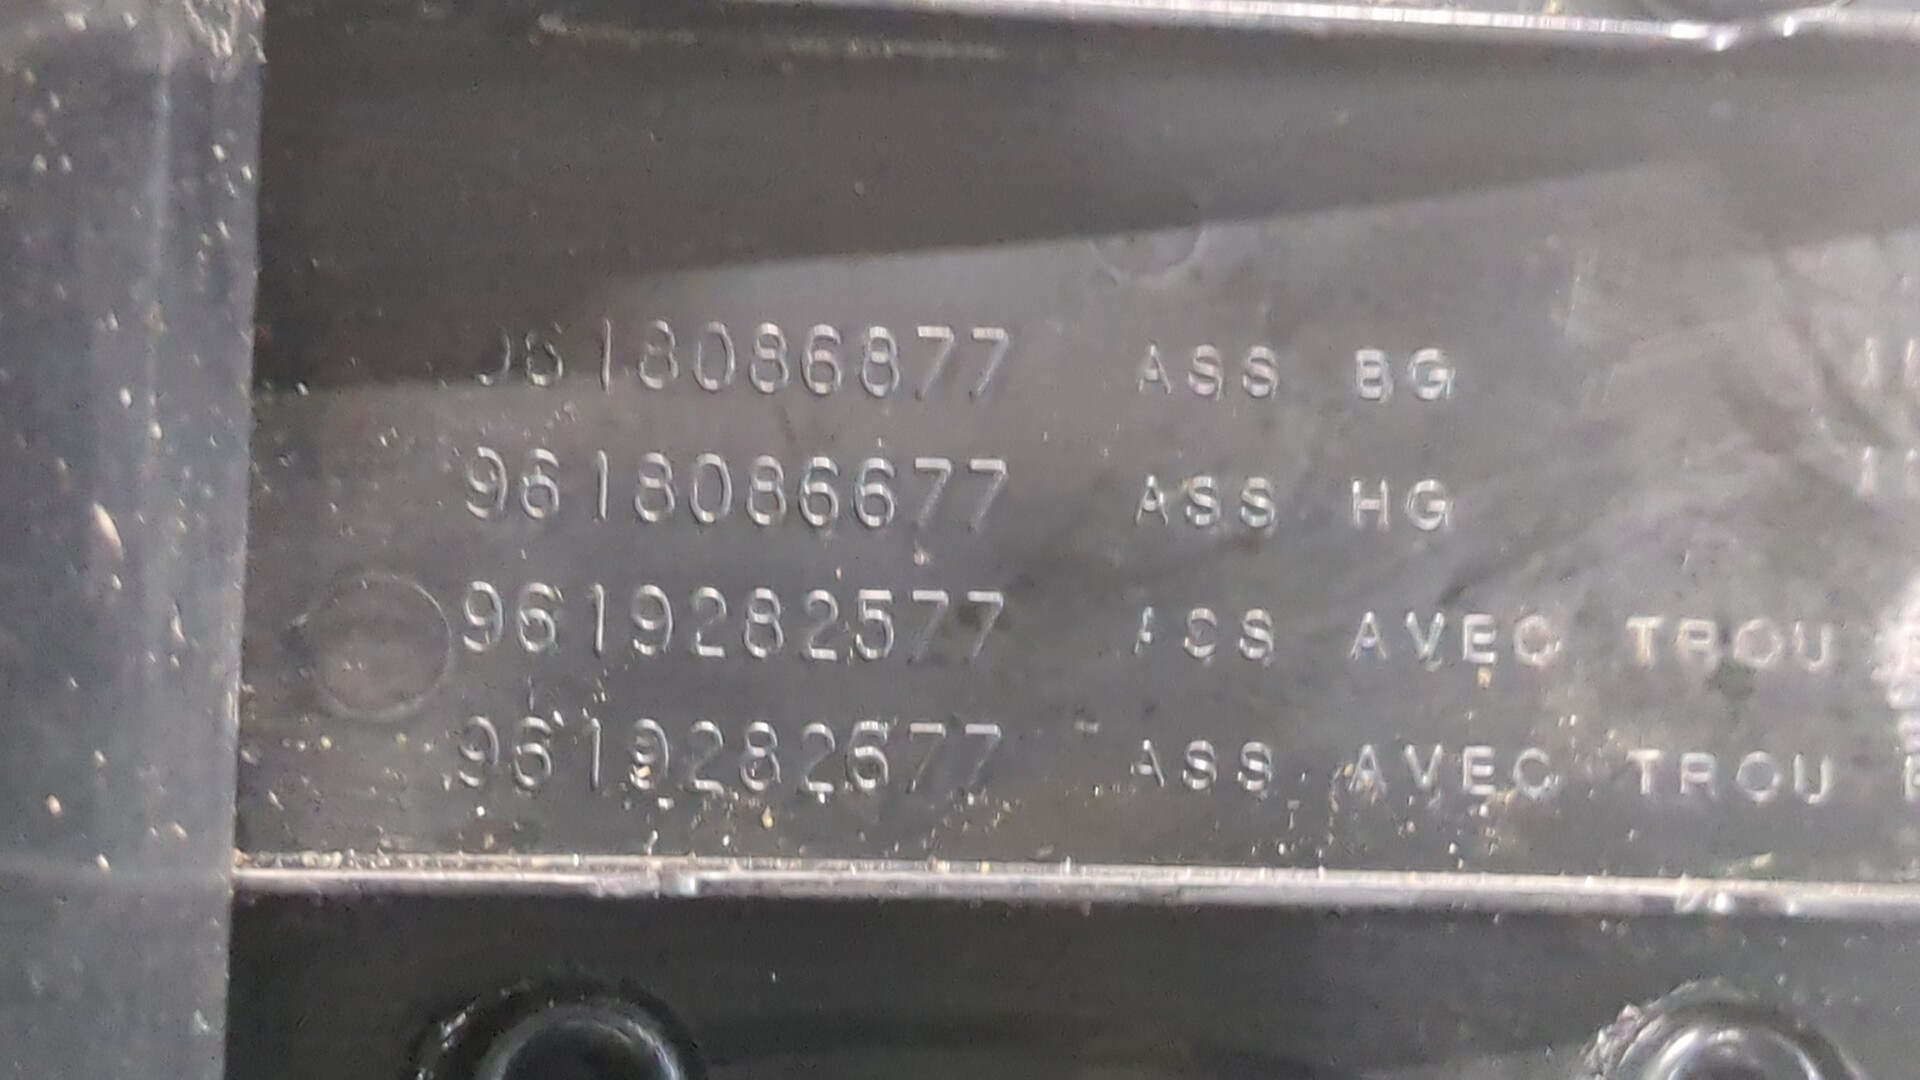 9618086877 ASS BG
9618086677 ASS HG
9619282577 ASS AVEC TROU
9619282677 ASS AVEC TROU